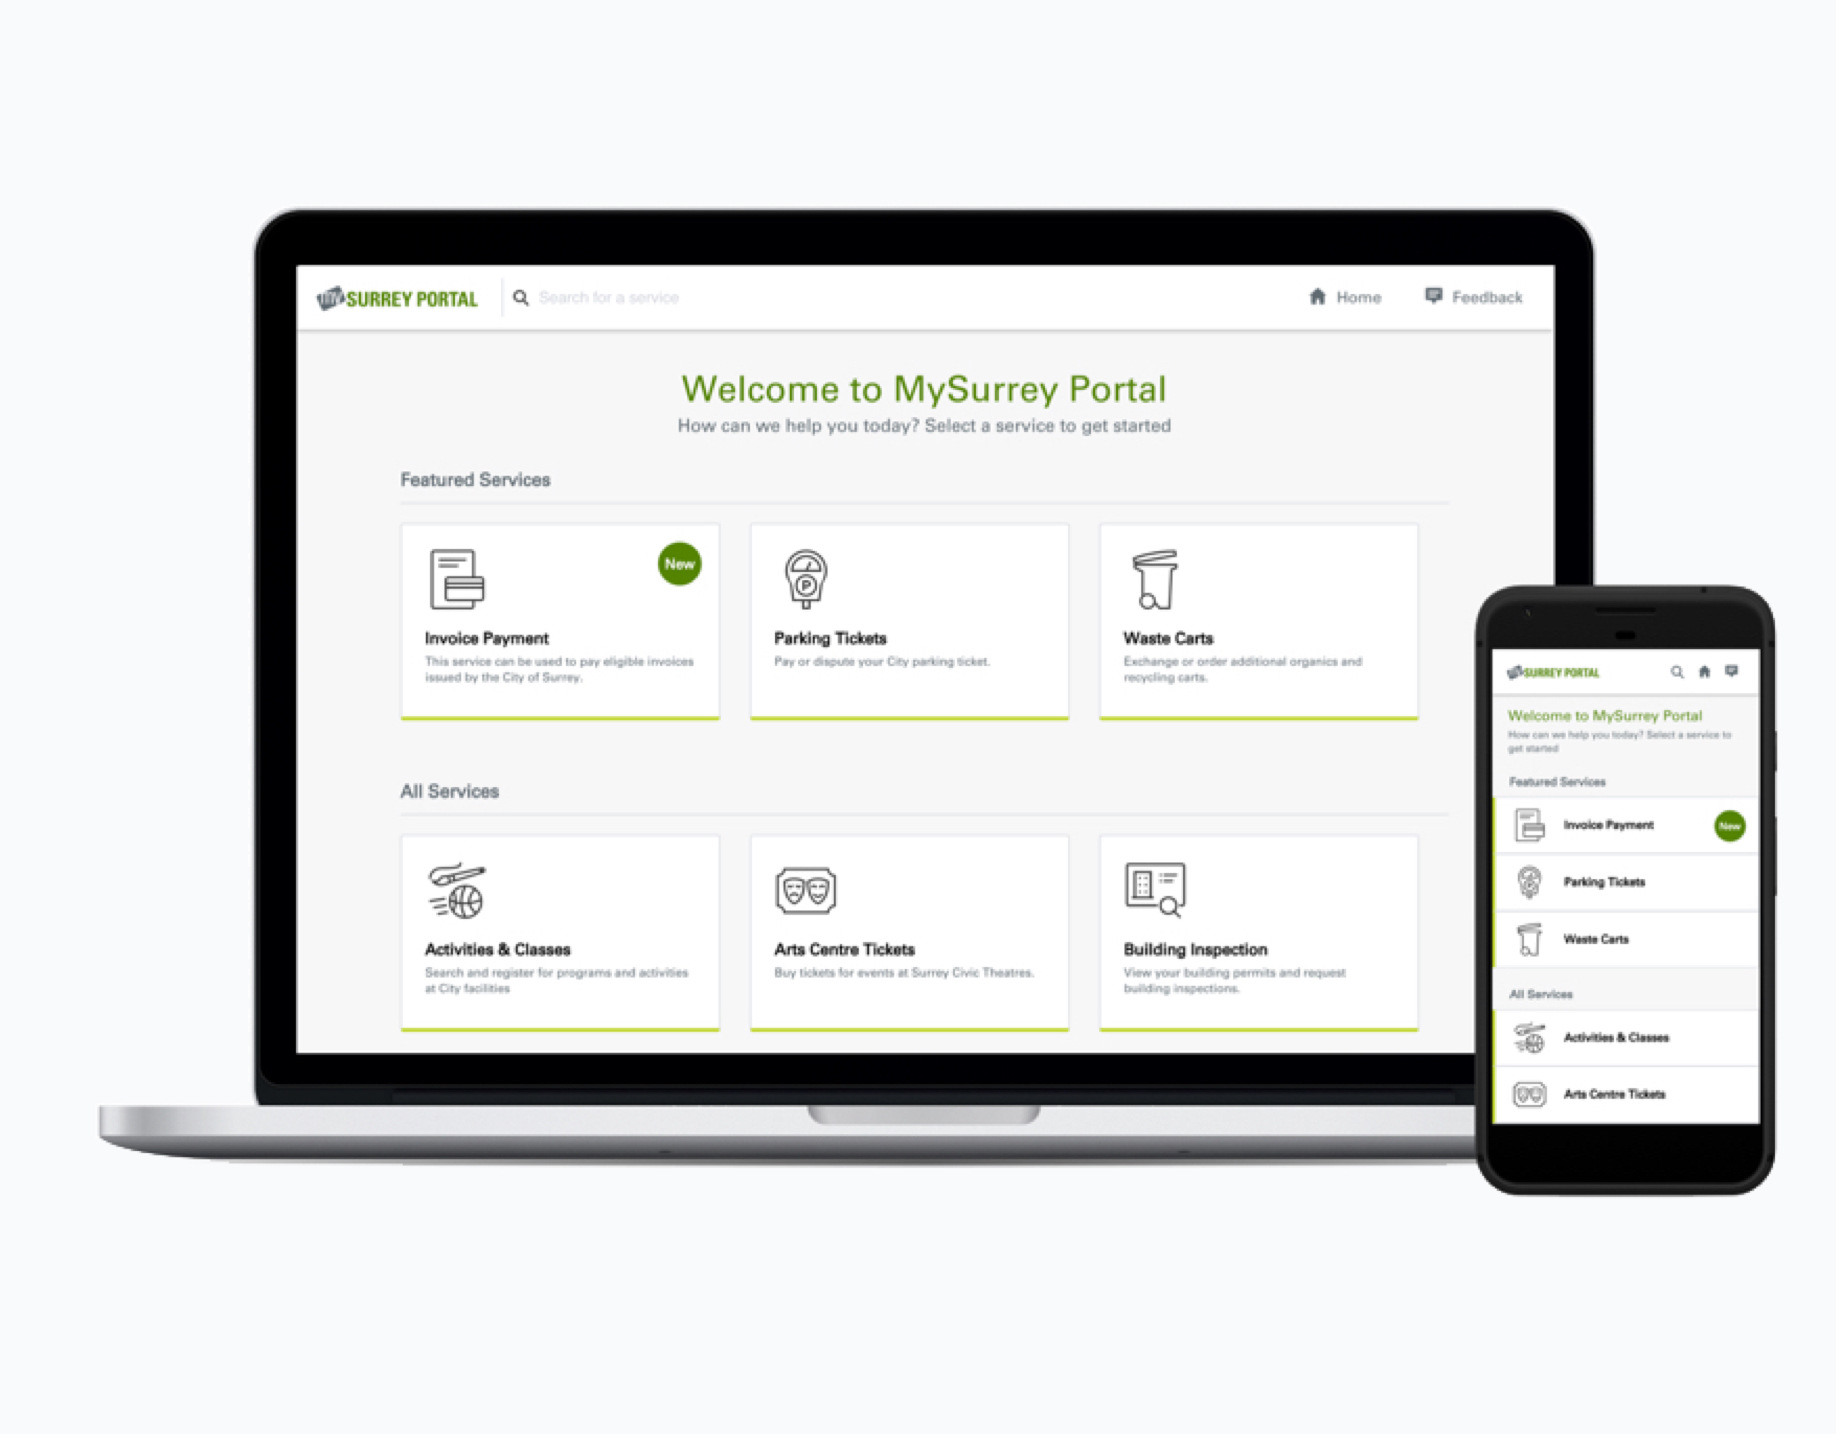 my SURREY PORTAL
Search for a service
Home
Feedback
Welcome to MySurrey Portal
How can we help you today? Select a service to get started
Featured Services
New
Invoice Payment
This service can be used to pay eligible invoices
issued by the City of Surrey.
P
Parking Tickets
Pay or dispute your City parking ticket.
Waste Carts
Exchange or order additional organics and
recycling carts.
All Services
Activities & Classes
Search and register for programs and activities
at City facilities
Arts Centre Tickets
Buy tickets for events at Surrey Civic Theatres.
Building Inspection
View your building permits and request
building inspections.
my SURREY PORTAL
Welcome to MySurrey Portal
How can we help you today? Select a service to
get started
Featured Services
Invoice Payment
New
Parking Tickets
Waste Carts
All Services
Activities & Classes
Arts Centre Tickets